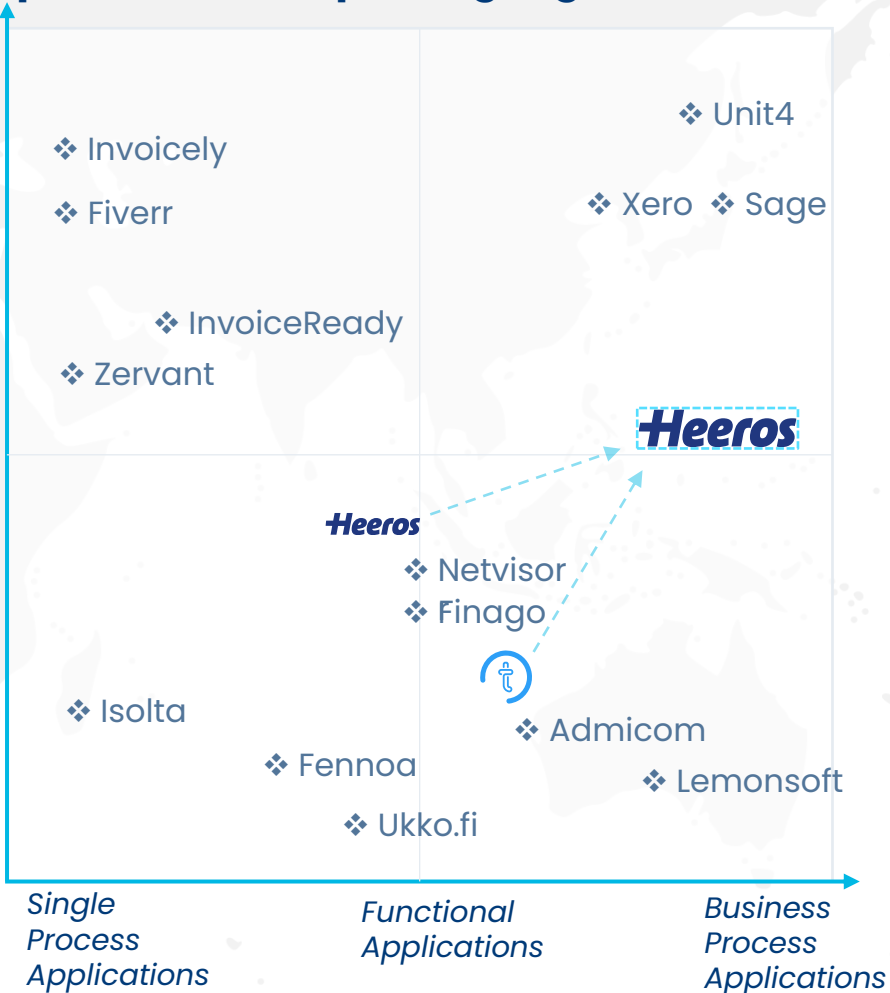 Unit4
Invoicely
Xero
Sage
Fiverr
InvoiceReady
Zervant
Heeros
Heeros
Netvisor
Finago
t
Isolta
Admicom
Fennoa
Lemonsoft
Ukko.fi
Single
Process
Applications
Functional
Applications
Business
Process
Applications